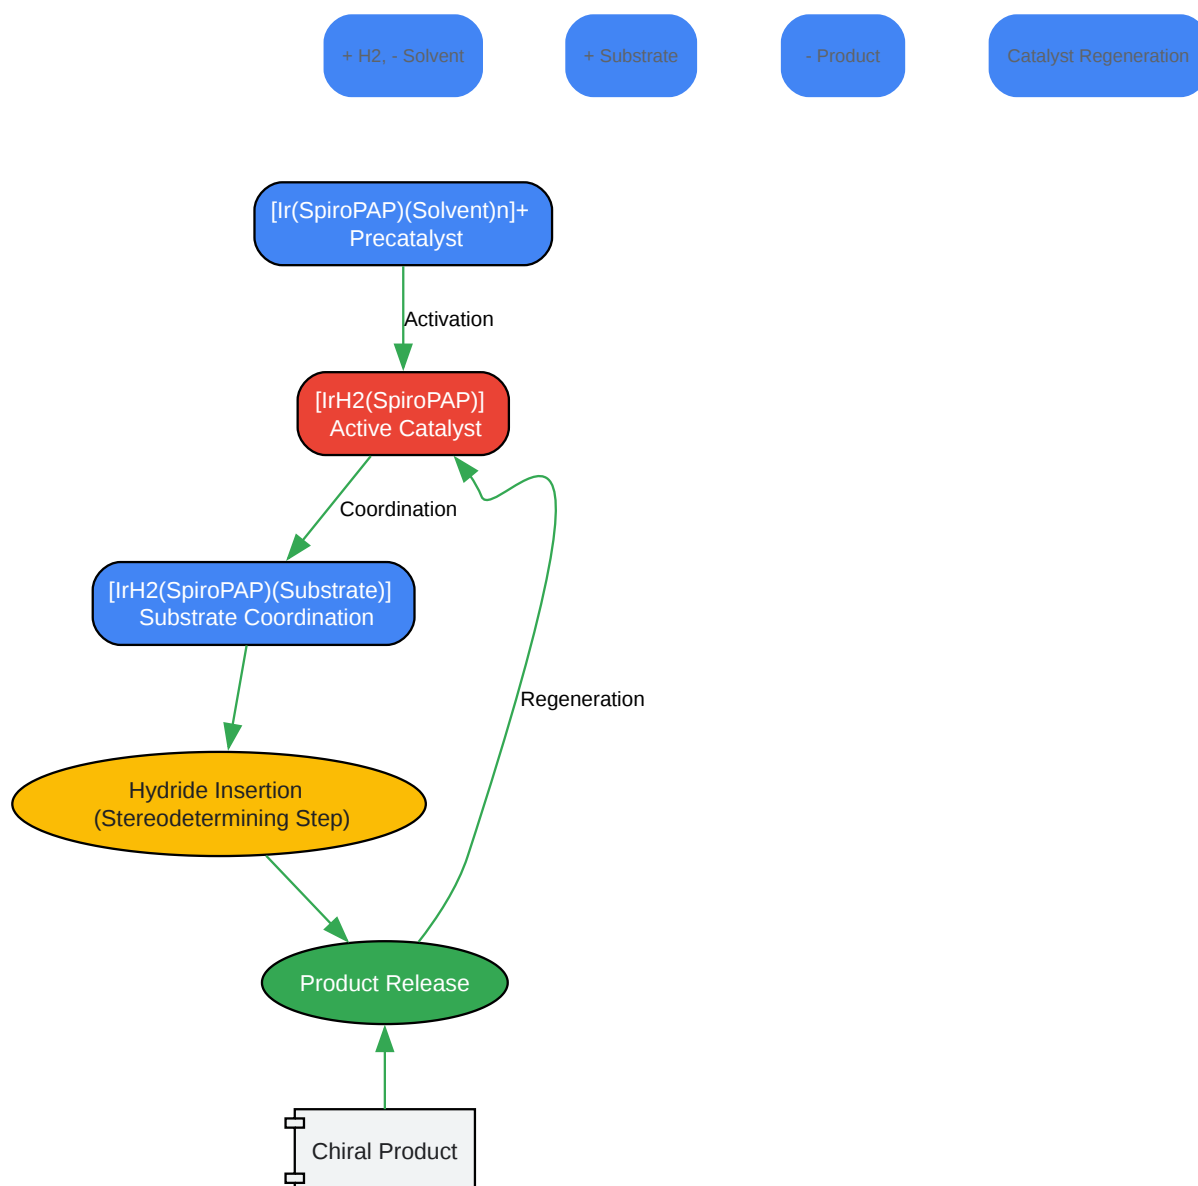 + H2, - Solvent
+ Substrate
- Product
Catalyst Regeneration
[Ir(SpiroPAP)(Solvent)n]+
Precatalyst
Activation
[IrH2(SpiroPAP)]
Active Catalyst
Coordination
[IrH2(SpiroPAP)(Substrate)]
Substrate Coordination
Regeneration
Hydride Insertion
(Stereodetermining Step)
Product Release
Chiral Product